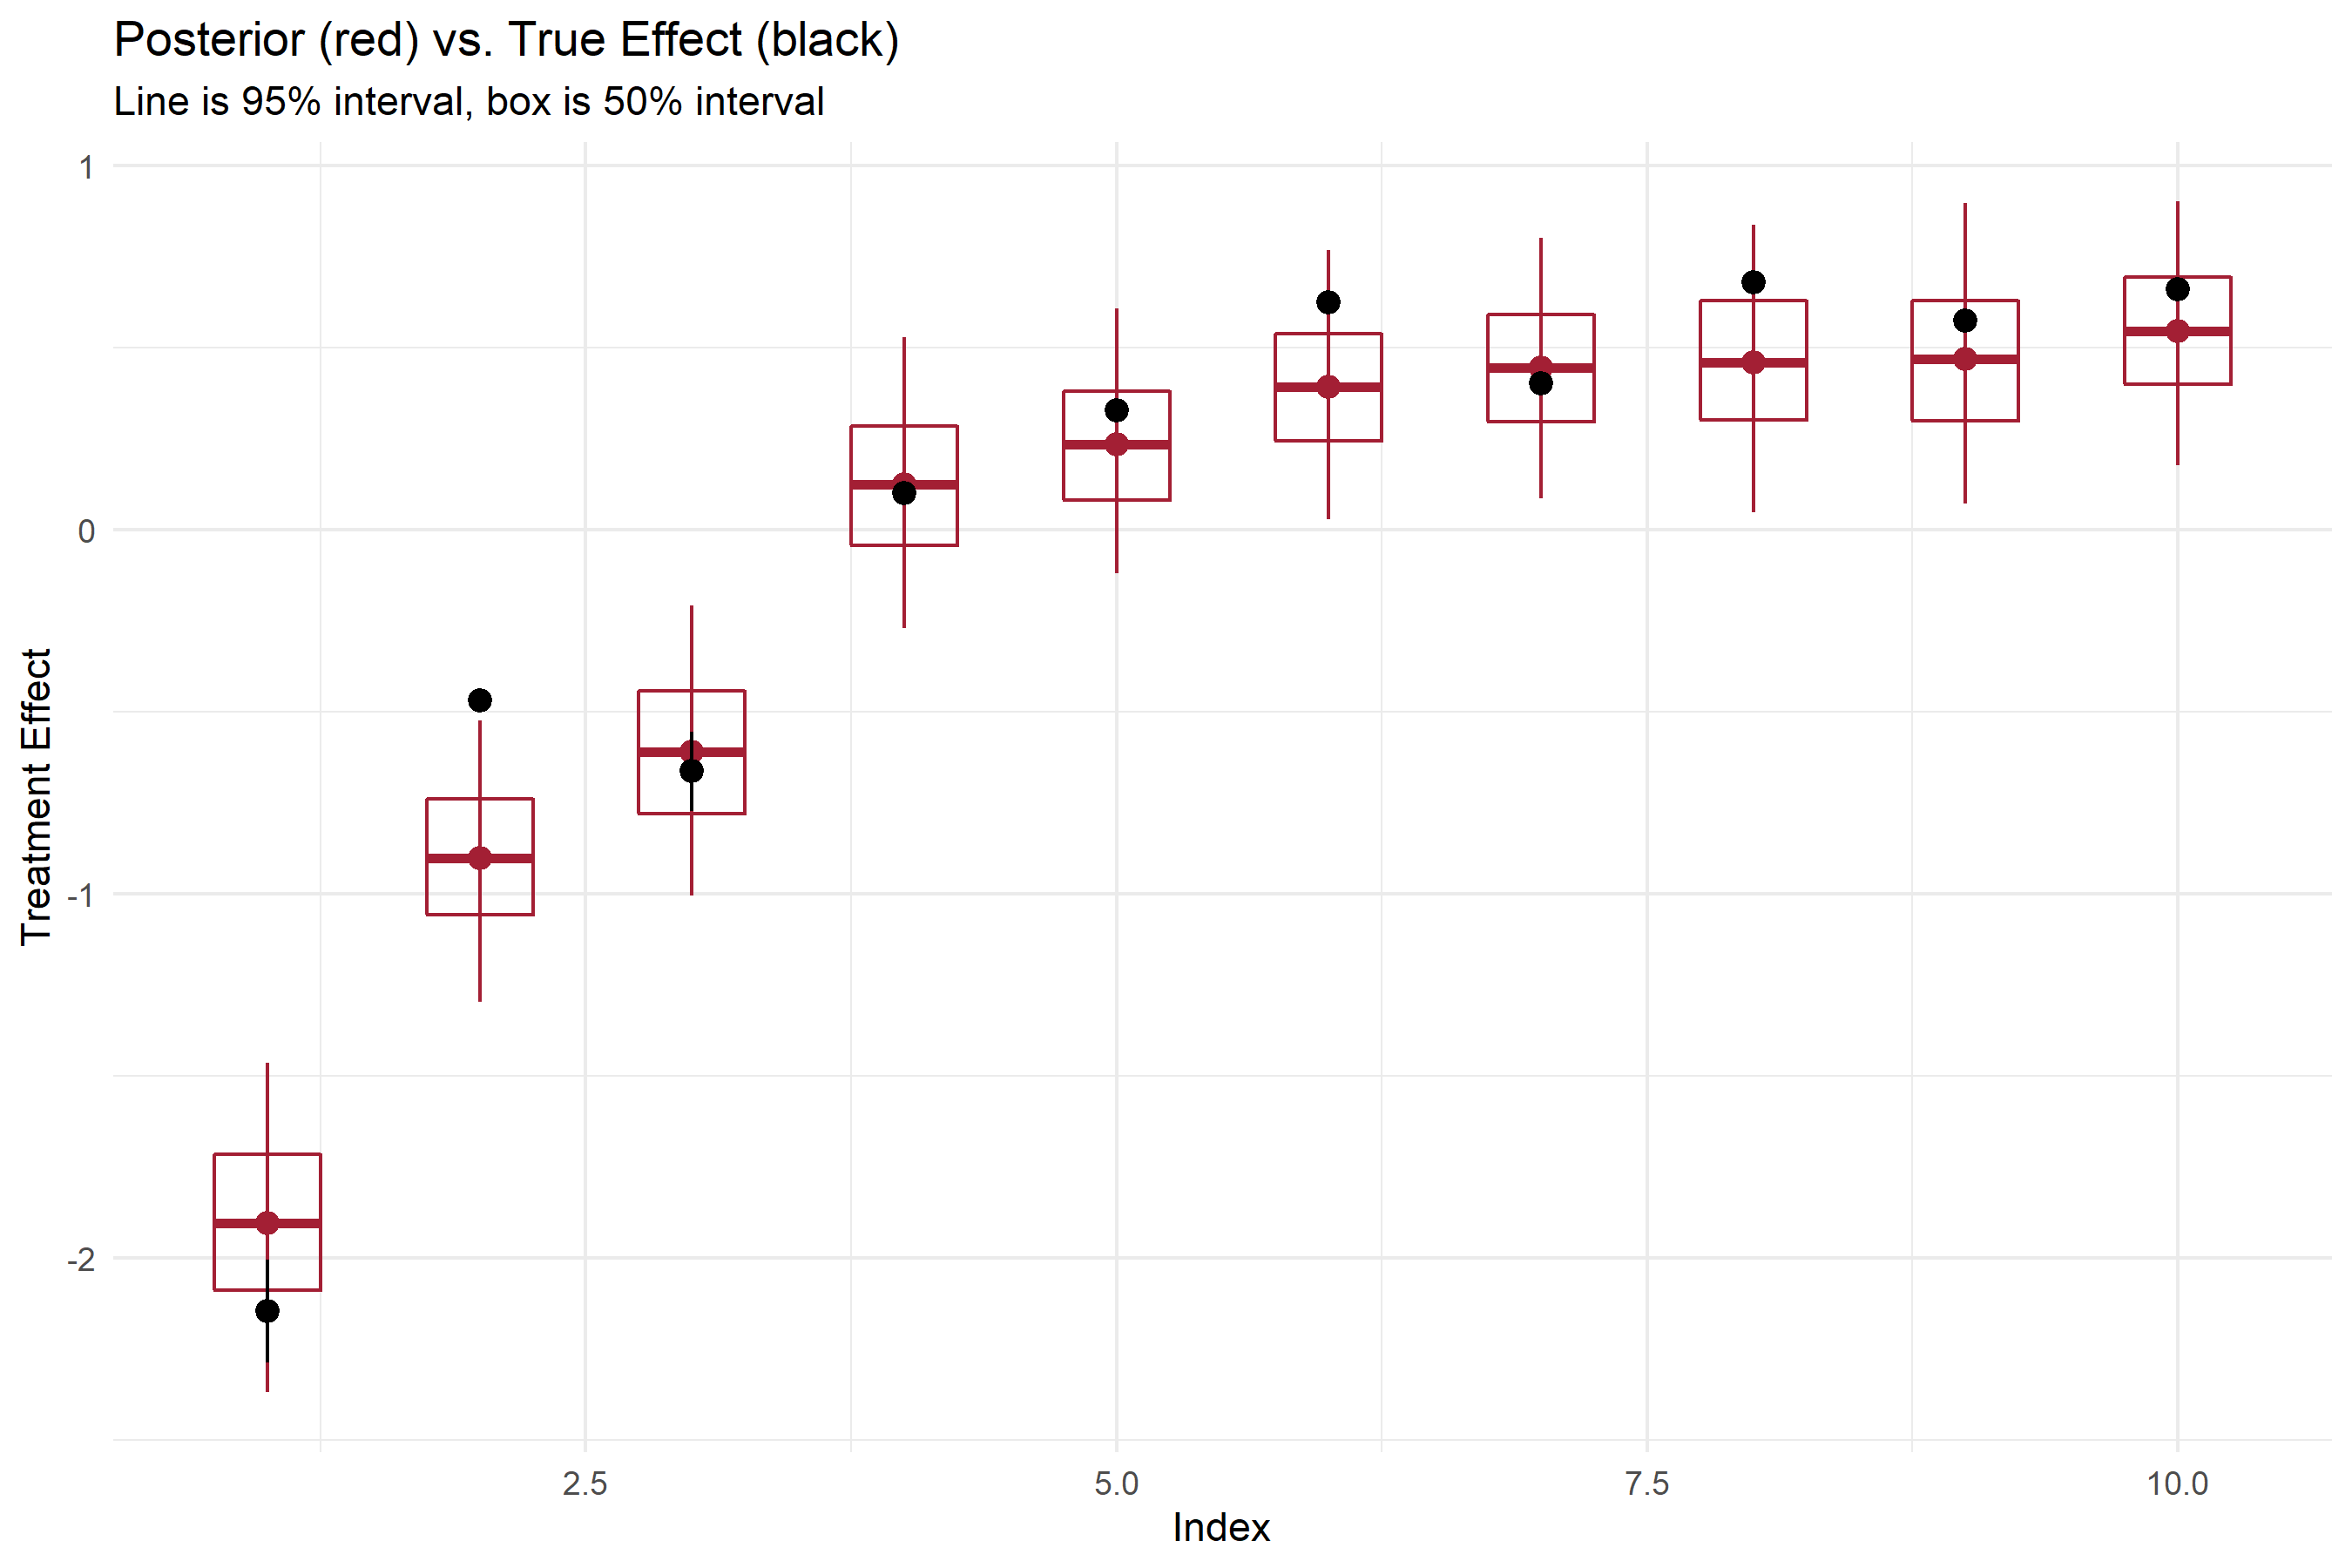 Posterior (red) vs. True Effect (black)
Line is 95% interval, box is 50% interval
1
0
-1
-2
Treatment Effect
2.5 5.0 7.5 10.0
Index